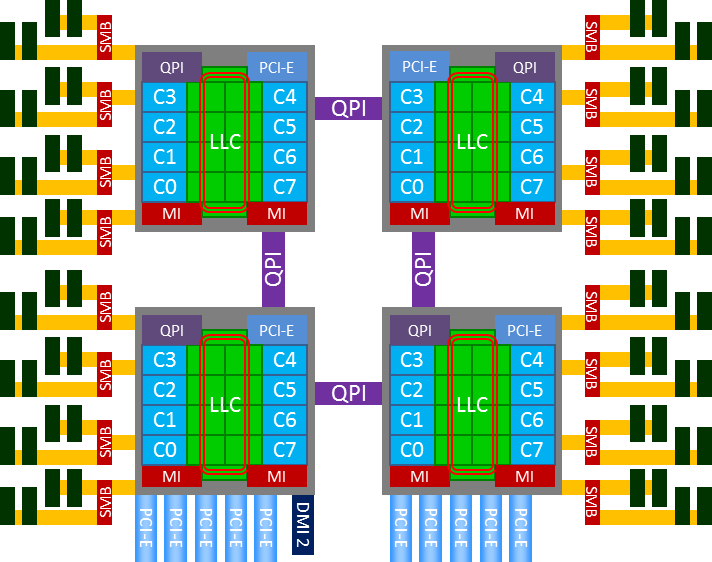 SMB
SMB
SMB
SMB
QPI PCI-E
C3 C4
C2 C5
LLC
C1 C6
C0 C7
MI MI
QPI
PCI-E QPI
C3 C4
C2 C5
LLC
C1 C6
C0 C7
MI MI
SMB
SMB
SMB
SMB
QPI
QPI
SMB
SMB
SMB
SMB
QPI PCI-E
C3 C4
C2 C5
LLC
C1 C6
C0 C7
MI MI
QPI
QPI PCI-E
C3 C4
C2 C5
LLC
C1 C6
C0 C7
MI MI
SMB
SMB
SMB
SMB
PCI-E
PCI-E
PCI-E
PCI-E
PCI-E
DMI 2
PCI-E
PCI-E
PCI-E
PCI-E
PCI-E